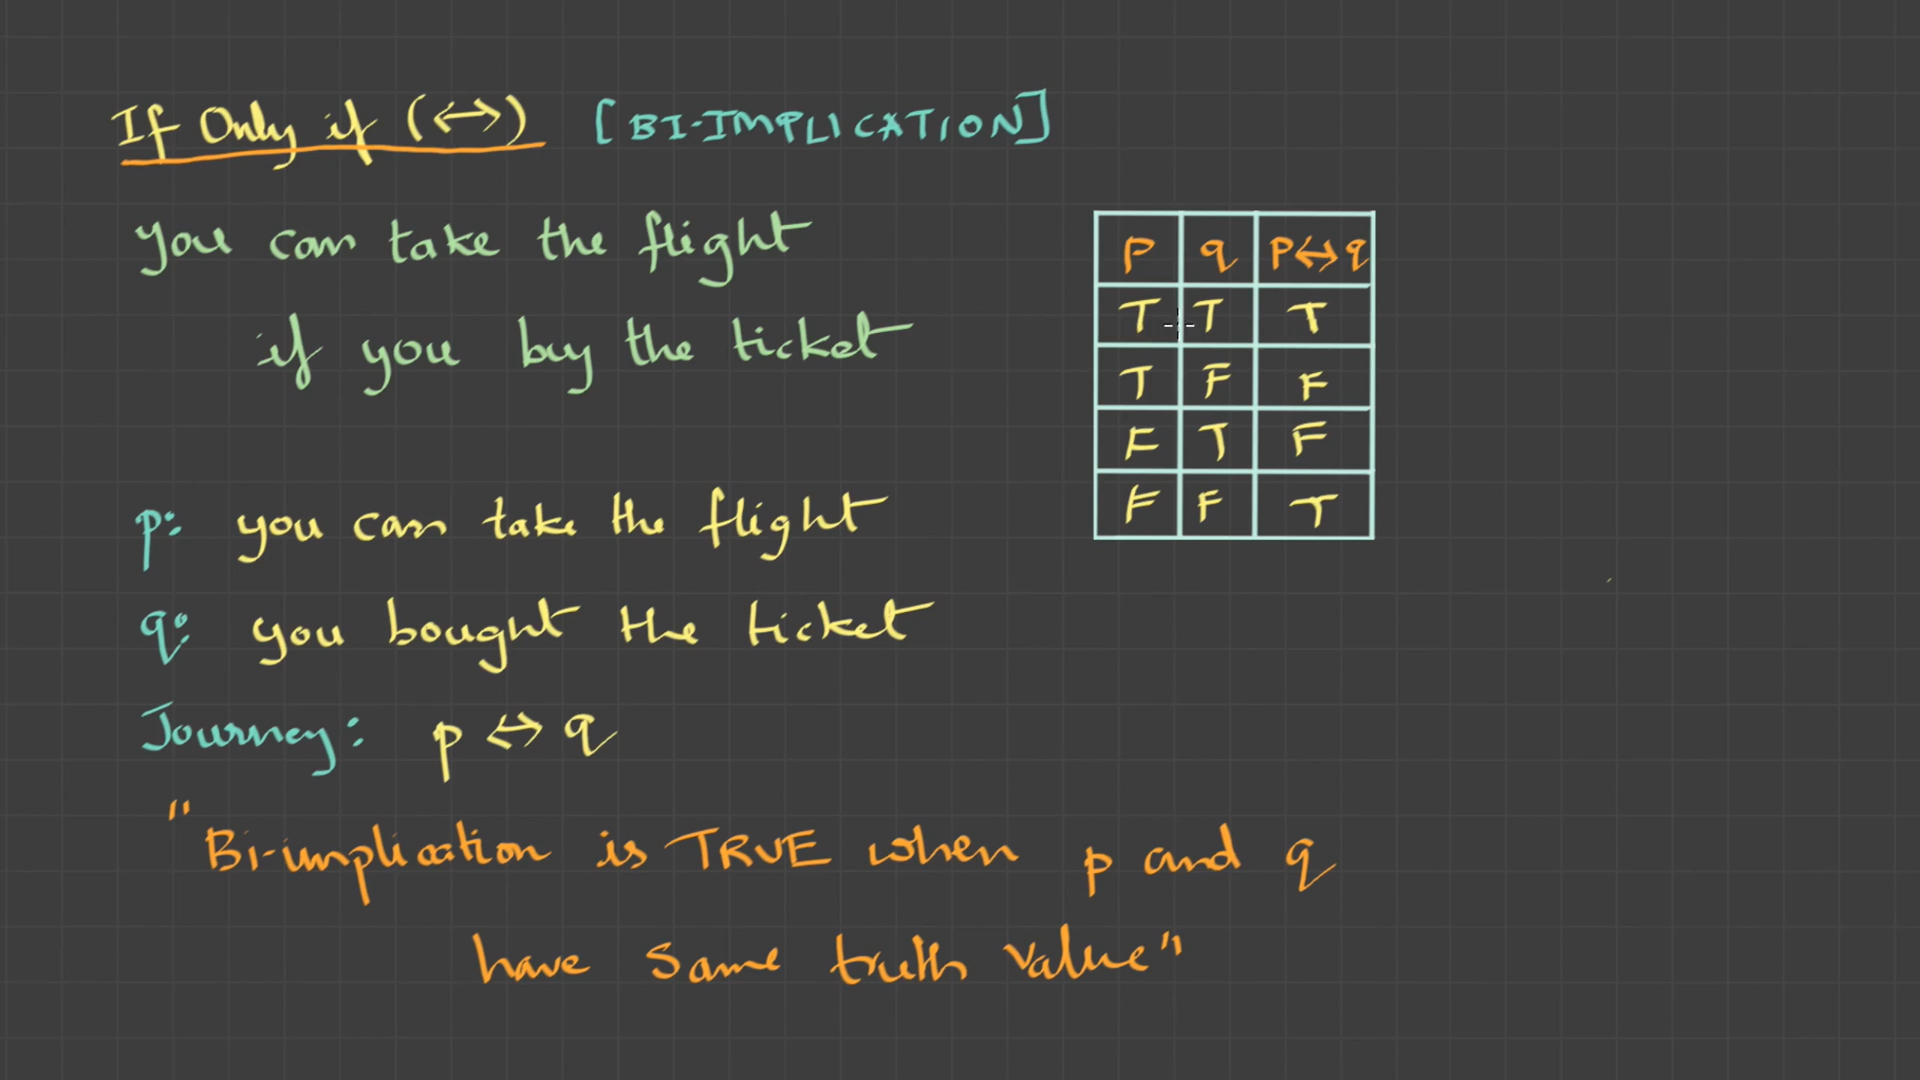 If Only if (↔) [BI-IMPLICATION]
you can take the flight
if you buy the ticket
p q p↔q
T T T
T F F
F T F
F F T
p: you can take the flight
q: you bought the ticket
Journey: p ↔ q
"Bi-implication is TRUE when p and q
have same truth value"